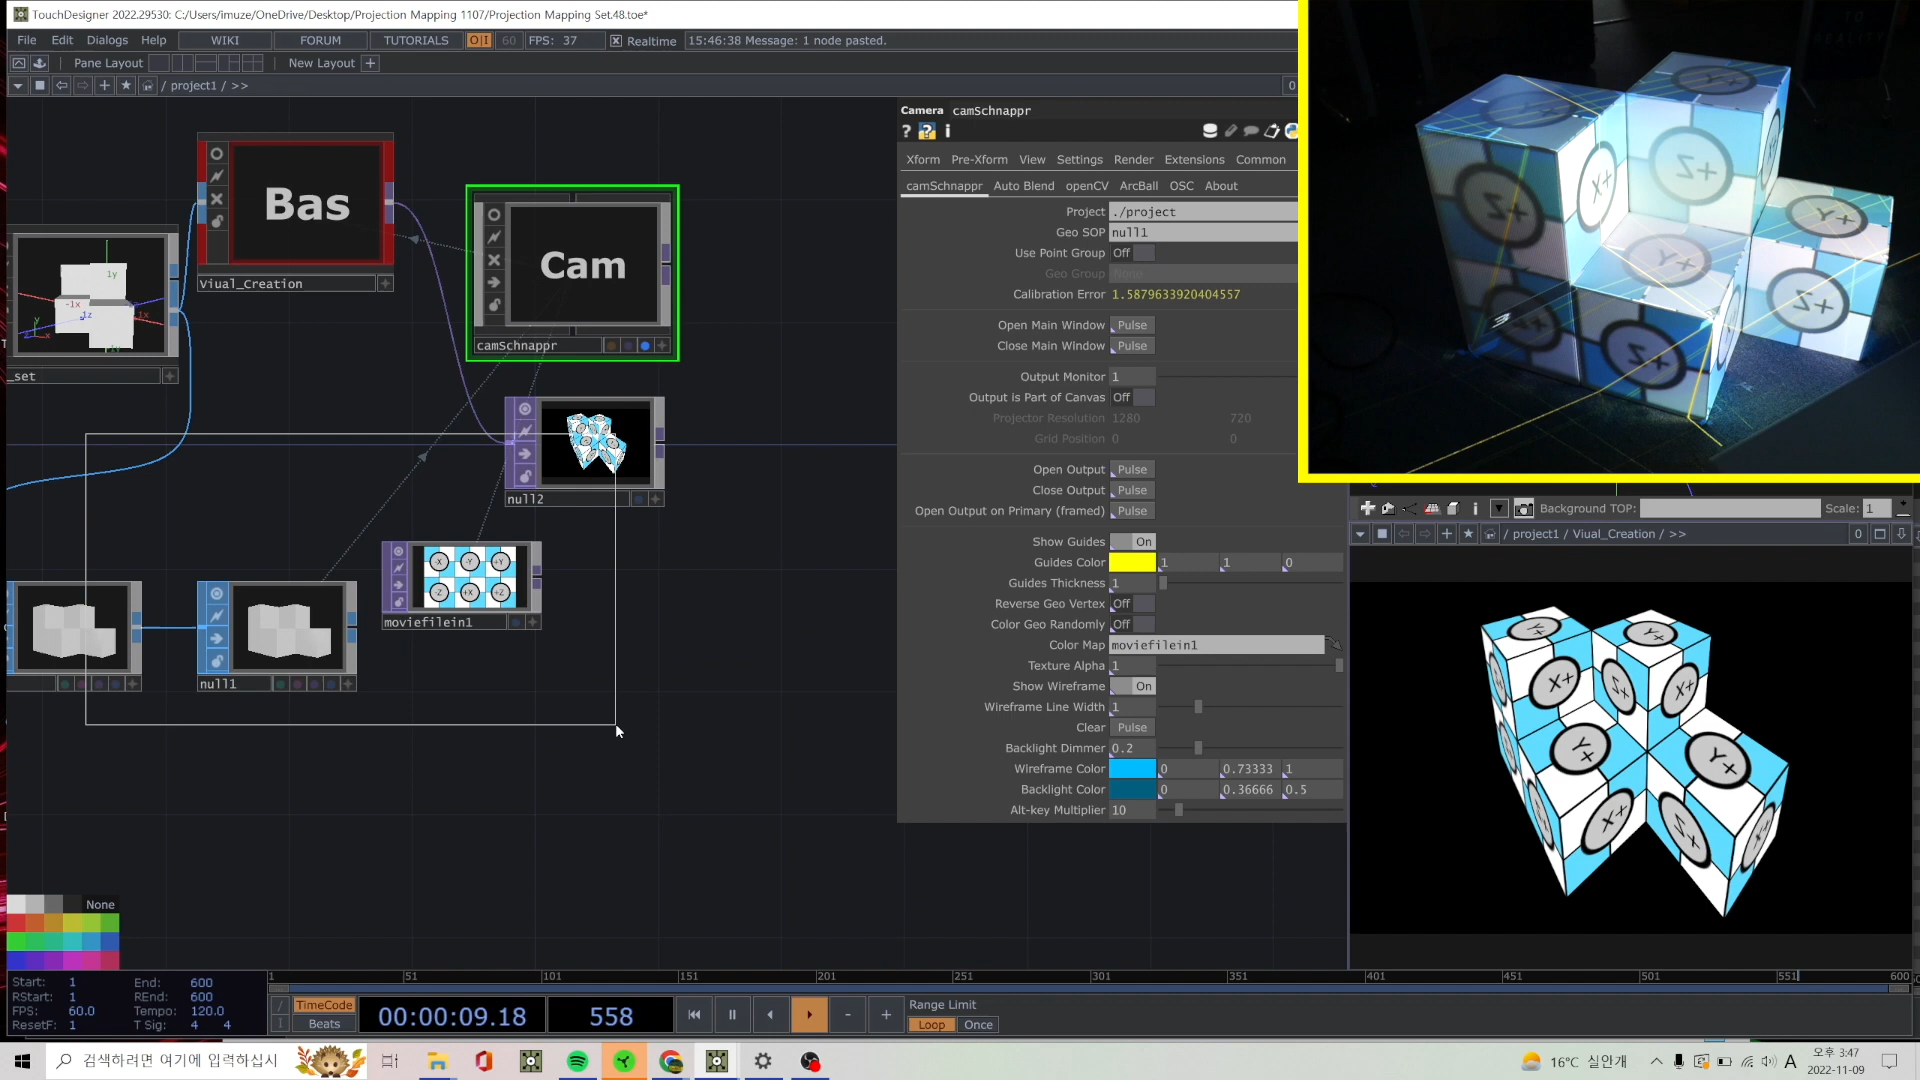 TouchDesigner 2022.29530: C:/Users/imuze/OneDrive/Desktop/Projection Mapping 1107/Projection Mapping Set.48.toe*
File Edit Dialogs Help WIKI FORUM TUTORIALS O|I 60 FPS: 37 Realtime 15:46:38 Message: 1 node pasted.
Pane Layout New Layout +
/ project1 / >> 0
Bas
Viual_Creation
1y
-1x
1z
1x
_set
Cam
camSchnappr
null2
-X -Y +Y
-Z +X +Z
moviefilein1
null1
Camera camSchnappr
? ? i
Xform Pre-Xform View Settings Render Extensions Common
camSchnappr Auto Blend openCV ArcBall OSC About
Project ./project
Geo SOP null1
Use Point Group Off
Geo Group None
Calibration Error 1.5879633920404557
Open Main Window Pulse
Close Main Window Pulse
Output Monitor 1
Output is Part of Canvas Off
Projector Resolution 1280 720
Grid Position 0 0
Open Output Pulse
Close Output Pulse
Open Output on Primary (framed) Pulse
Show Guides On
Guides Color 1 1 0
Guides Thickness 1
Reverse Geo Vertex Off
Color Geo Randomly Off
Color Map moviefilein1
Texture Alpha 1
Show Wireframe On
Wireframe Line Width 1
Clear Pulse
Backlight Dimmer 0.2
Wireframe Color 0 0.73333 1
Backlight Color 0 0.36666 0.5
Alt-key Multiplier 10
+Y
+Z
+X
+Z
+Y
+Y
+Z
+Z
i Background TOP: Scale: 1
/ project1 / Viual_Creation / >> 0
+Y
+Y
+X
+Z
+X
+Y
+Y
+X
+Z
None
Start: 1 End: 600
RStart: 1 REnd: 600
FPS: 60.0 Tempo: 120.0
ResetF: 1 T Sig: 4 4
1 51 101 151 201 251 301 351 401 451 501 551 600
TimeCode
Beats
00:00:09.18
558
- +
Range Limit
Loop Once
검색하려면 여기에 입력하십시
16°C 실안개
A
오후 3:47
2022-11-09